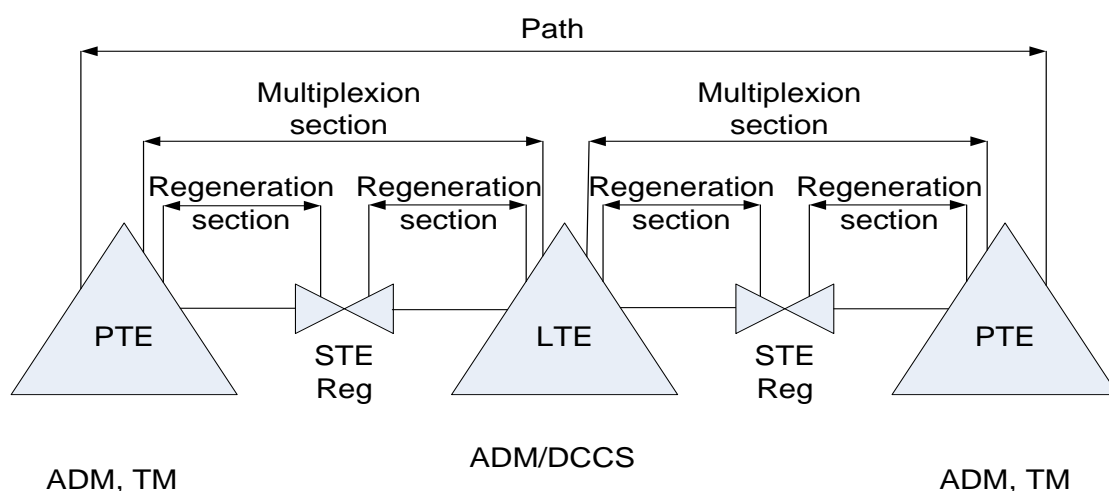 Path
Multiplexion
section
Multiplexion
section
Regeneration
section
Regeneration
section
Regeneration
section
Regeneration
section
PTE
STE
Reg
LTE
STE
Reg
PTE
ADM, TM
ADM/DCCS
ADM, TM